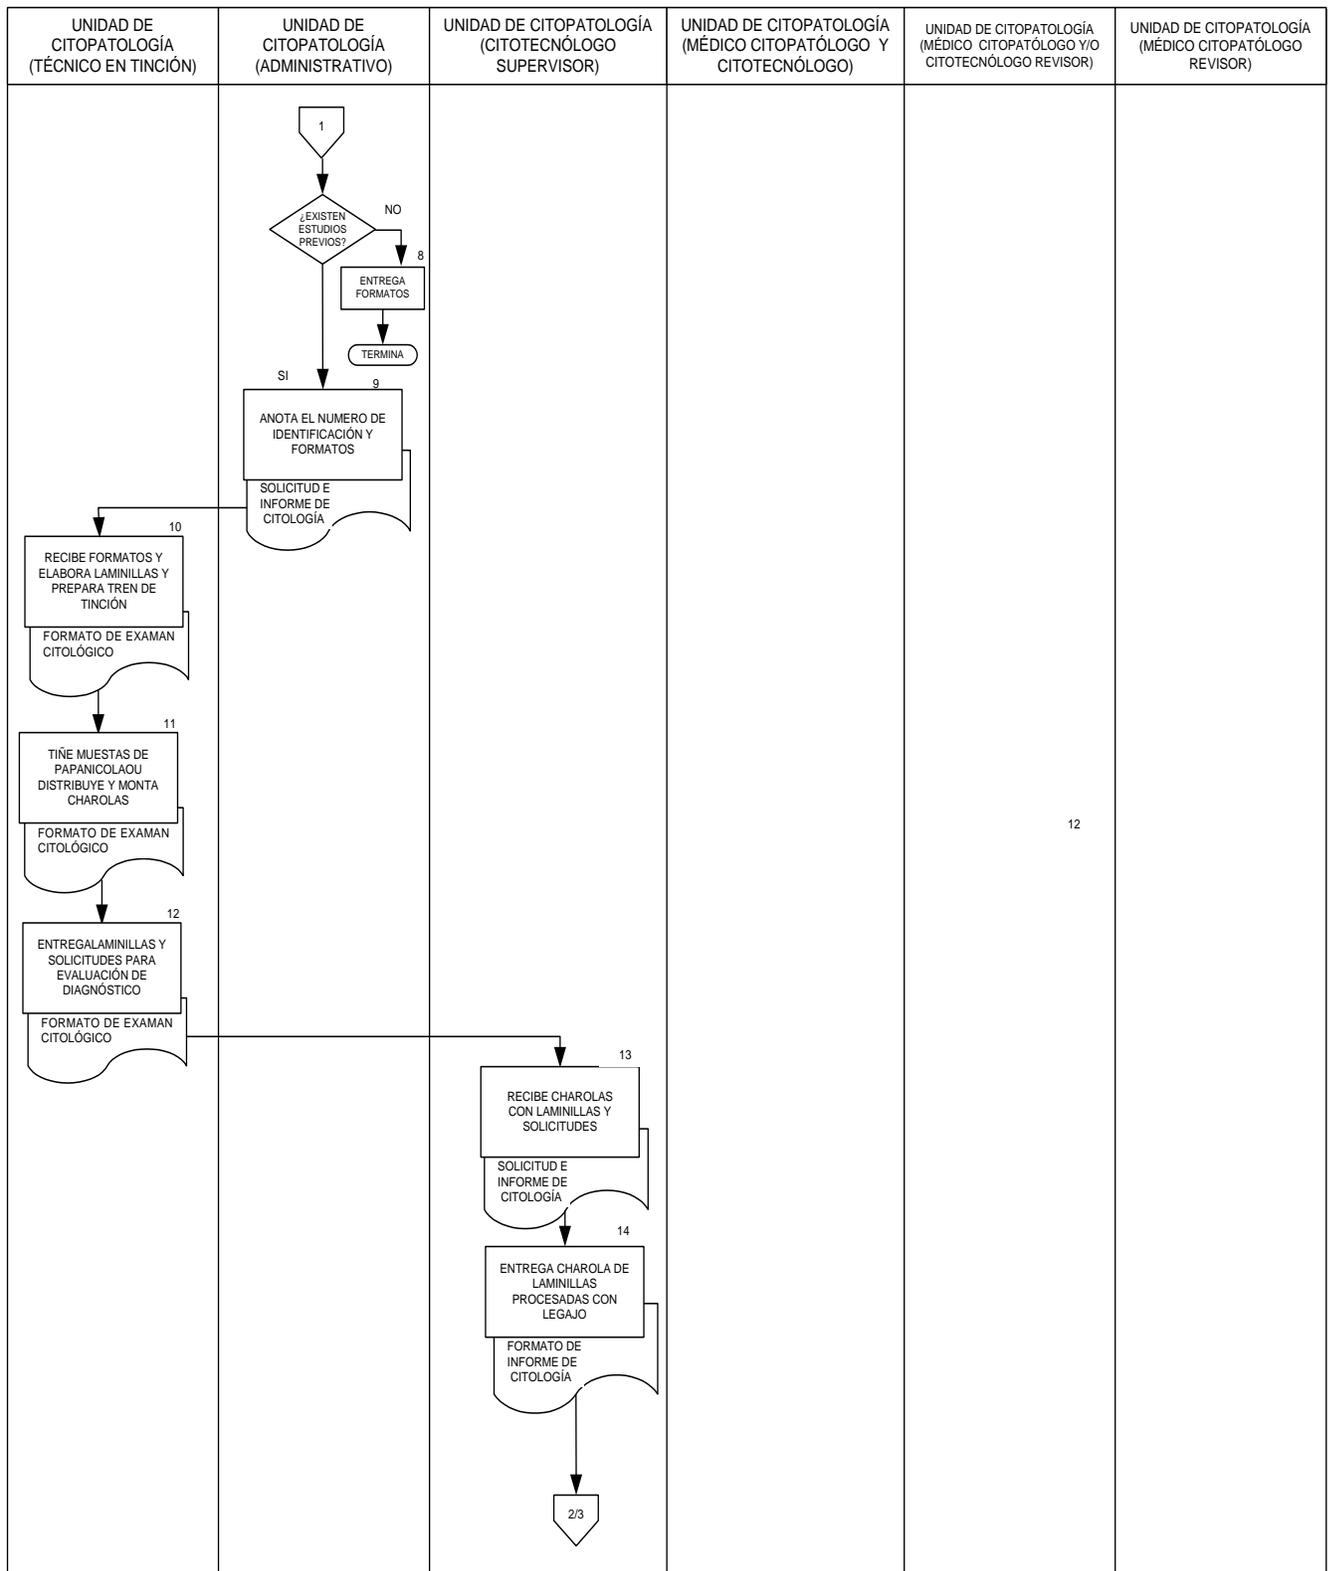 UNIDAD DE
CITOPATOLOGÍA
(TÉCNICO EN TINCIÓN)
UNIDAD DE
CITOPATOLOGÍA
(ADMINISTRATIVO)
UNIDAD DE CITOPATOLOGÍA
(CITOTECNÓLOGO
SUPERVISOR)
UNIDAD DE CITOPATOLOGÍA
(MÉDICO CITOPATÓLOGO Y
CITOTECNÓLOGO)
UNIDAD DE CITOPATOLOGÍA
(MÉDICO CITOPATÓLOGO Y/O
CITOTECNÓLOGO REVISOR)
UNIDAD DE CITOPATOLOGÍA
(MÉDICO CITOPATÓLOGO
REVISOR)
1
¿EXISTEN
ESTUDIOS
PREVIOS?
NO
8
ENTREGA
FORMATOS
TERMINA
SI
9
ANOTA EL NUMERO DE
IDENTIFICACIÓN Y
FORMATOS
SOLICITUD E
INFORME DE
CITOLOGÍA
10
RECIBE FORMATOS Y
ELABORA LAMINILLAS Y
PREPARA TREN DE
TINCIÓN
FORMATO DE EXAMAN
CITOLÓGICO
11
TIÑE MUESTAS DE
PAPANICOLAOU
DISTRIBUYE Y MONTA
CHAROLAS
FORMATO DE EXAMAN
CITOLÓGICO
12
12
ENTREGALAMINILLAS Y
SOLICITUDES PARA
EVALUACIÓN DE
DIAGNÓSTICO
FORMATO DE EXAMAN
CITOLÓGICO
13
RECIBE CHAROLAS
CON LAMINILLAS Y
SOLICITUDES
SOLICITUD E
INFORME DE
CITOLOGÍA
14
ENTREGA CHAROLA DE
LAMINILLAS
PROCESADAS CON
LEGAJO
FORMATO DE
INFORME DE
CITOLOGÍA
2/3